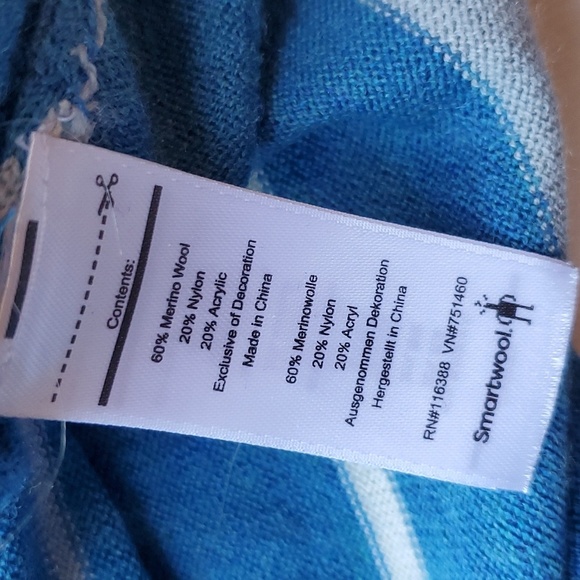 Contents:
60% Merino Wool
20% Nylon
20% Acrylic
Exclusive of Decoration
Made in China
60% Merinowolle
20% Nylon
20% Acryl
Ausgenommen Dekoration
Hergestellt in China
RN#116388 VN#751460
Smartwool